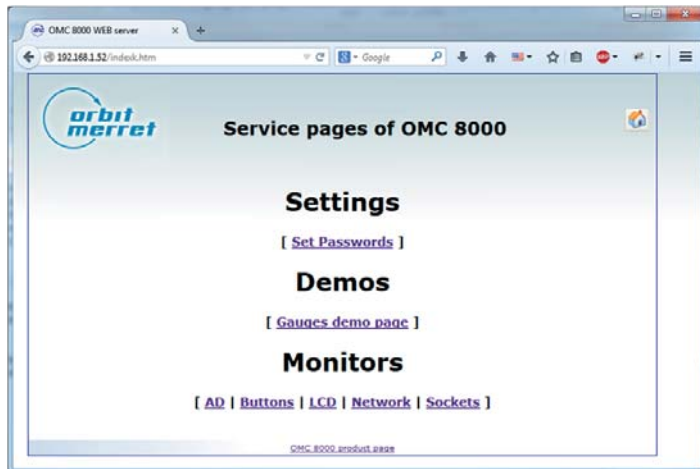 OMC 8000 WEB server
192.168.1.52/indexk.htm
Google
orbit
merret
Service pages of OMC 8000
Settings
[ Set Passwords ]
Demos
[ Gauges demo page ]
Monitors
[ AD | Buttons | LCD | Network | Sockets ]
OMC 8000 product page